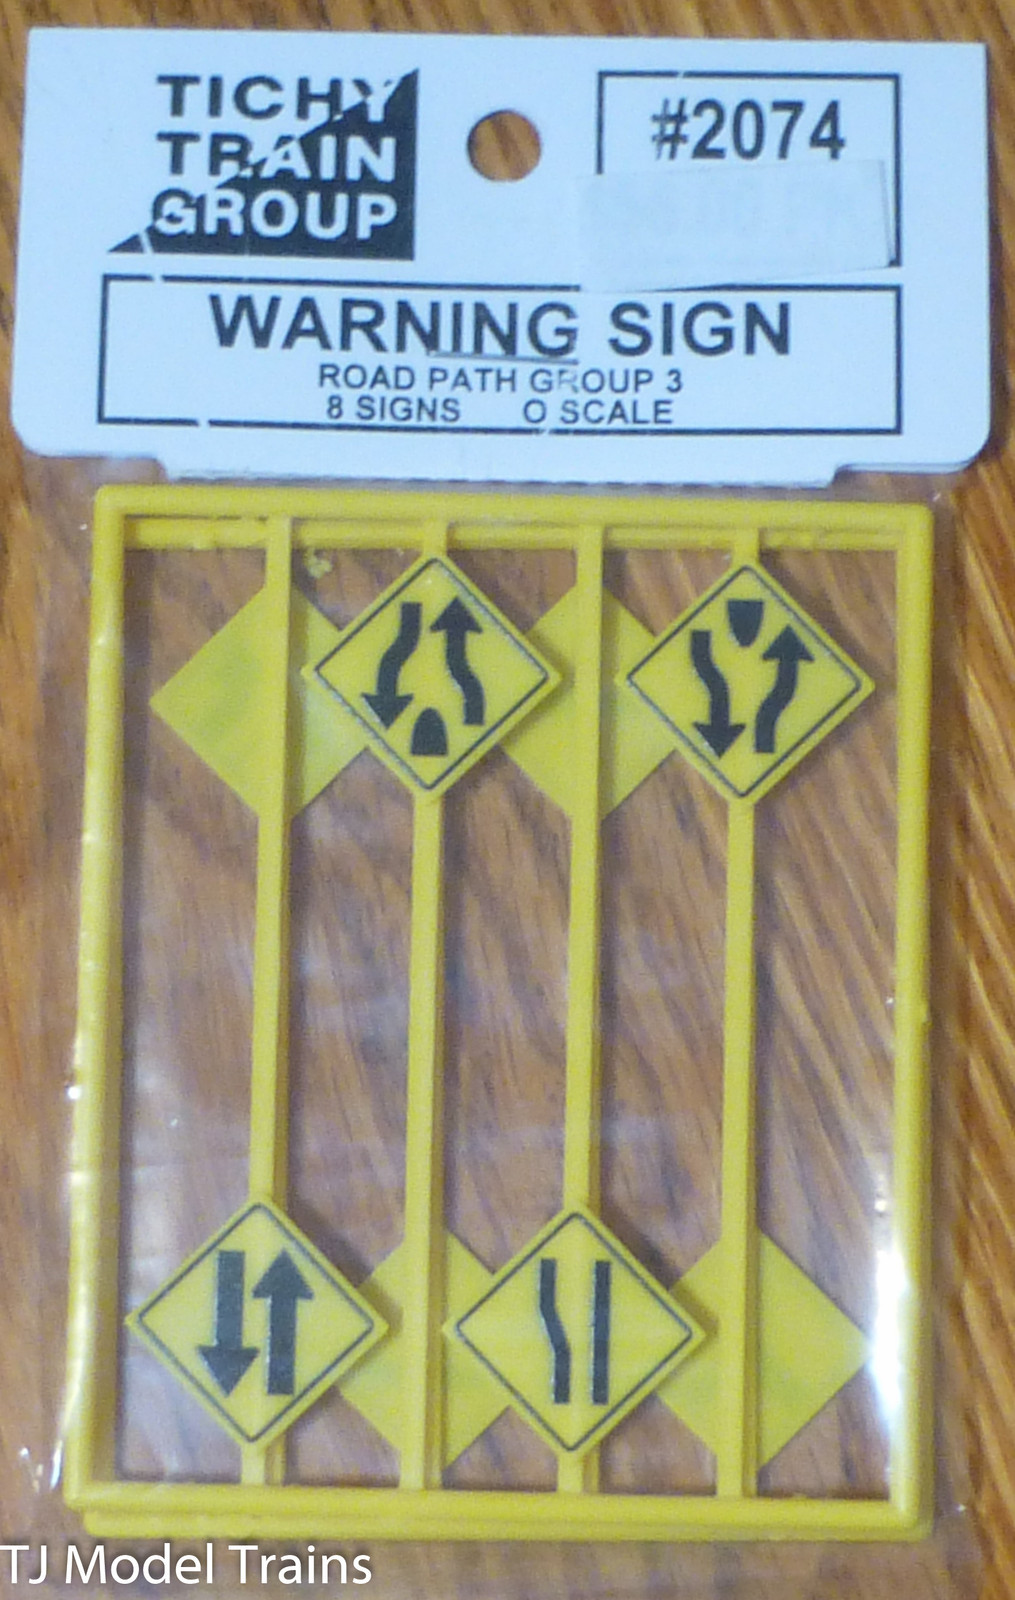 TICHY
TRAIN
GROUP
#2074
WARNING SIGN
ROAD PATH GROUP 3
8 SIGNS O SCALE
TJ Model Trains